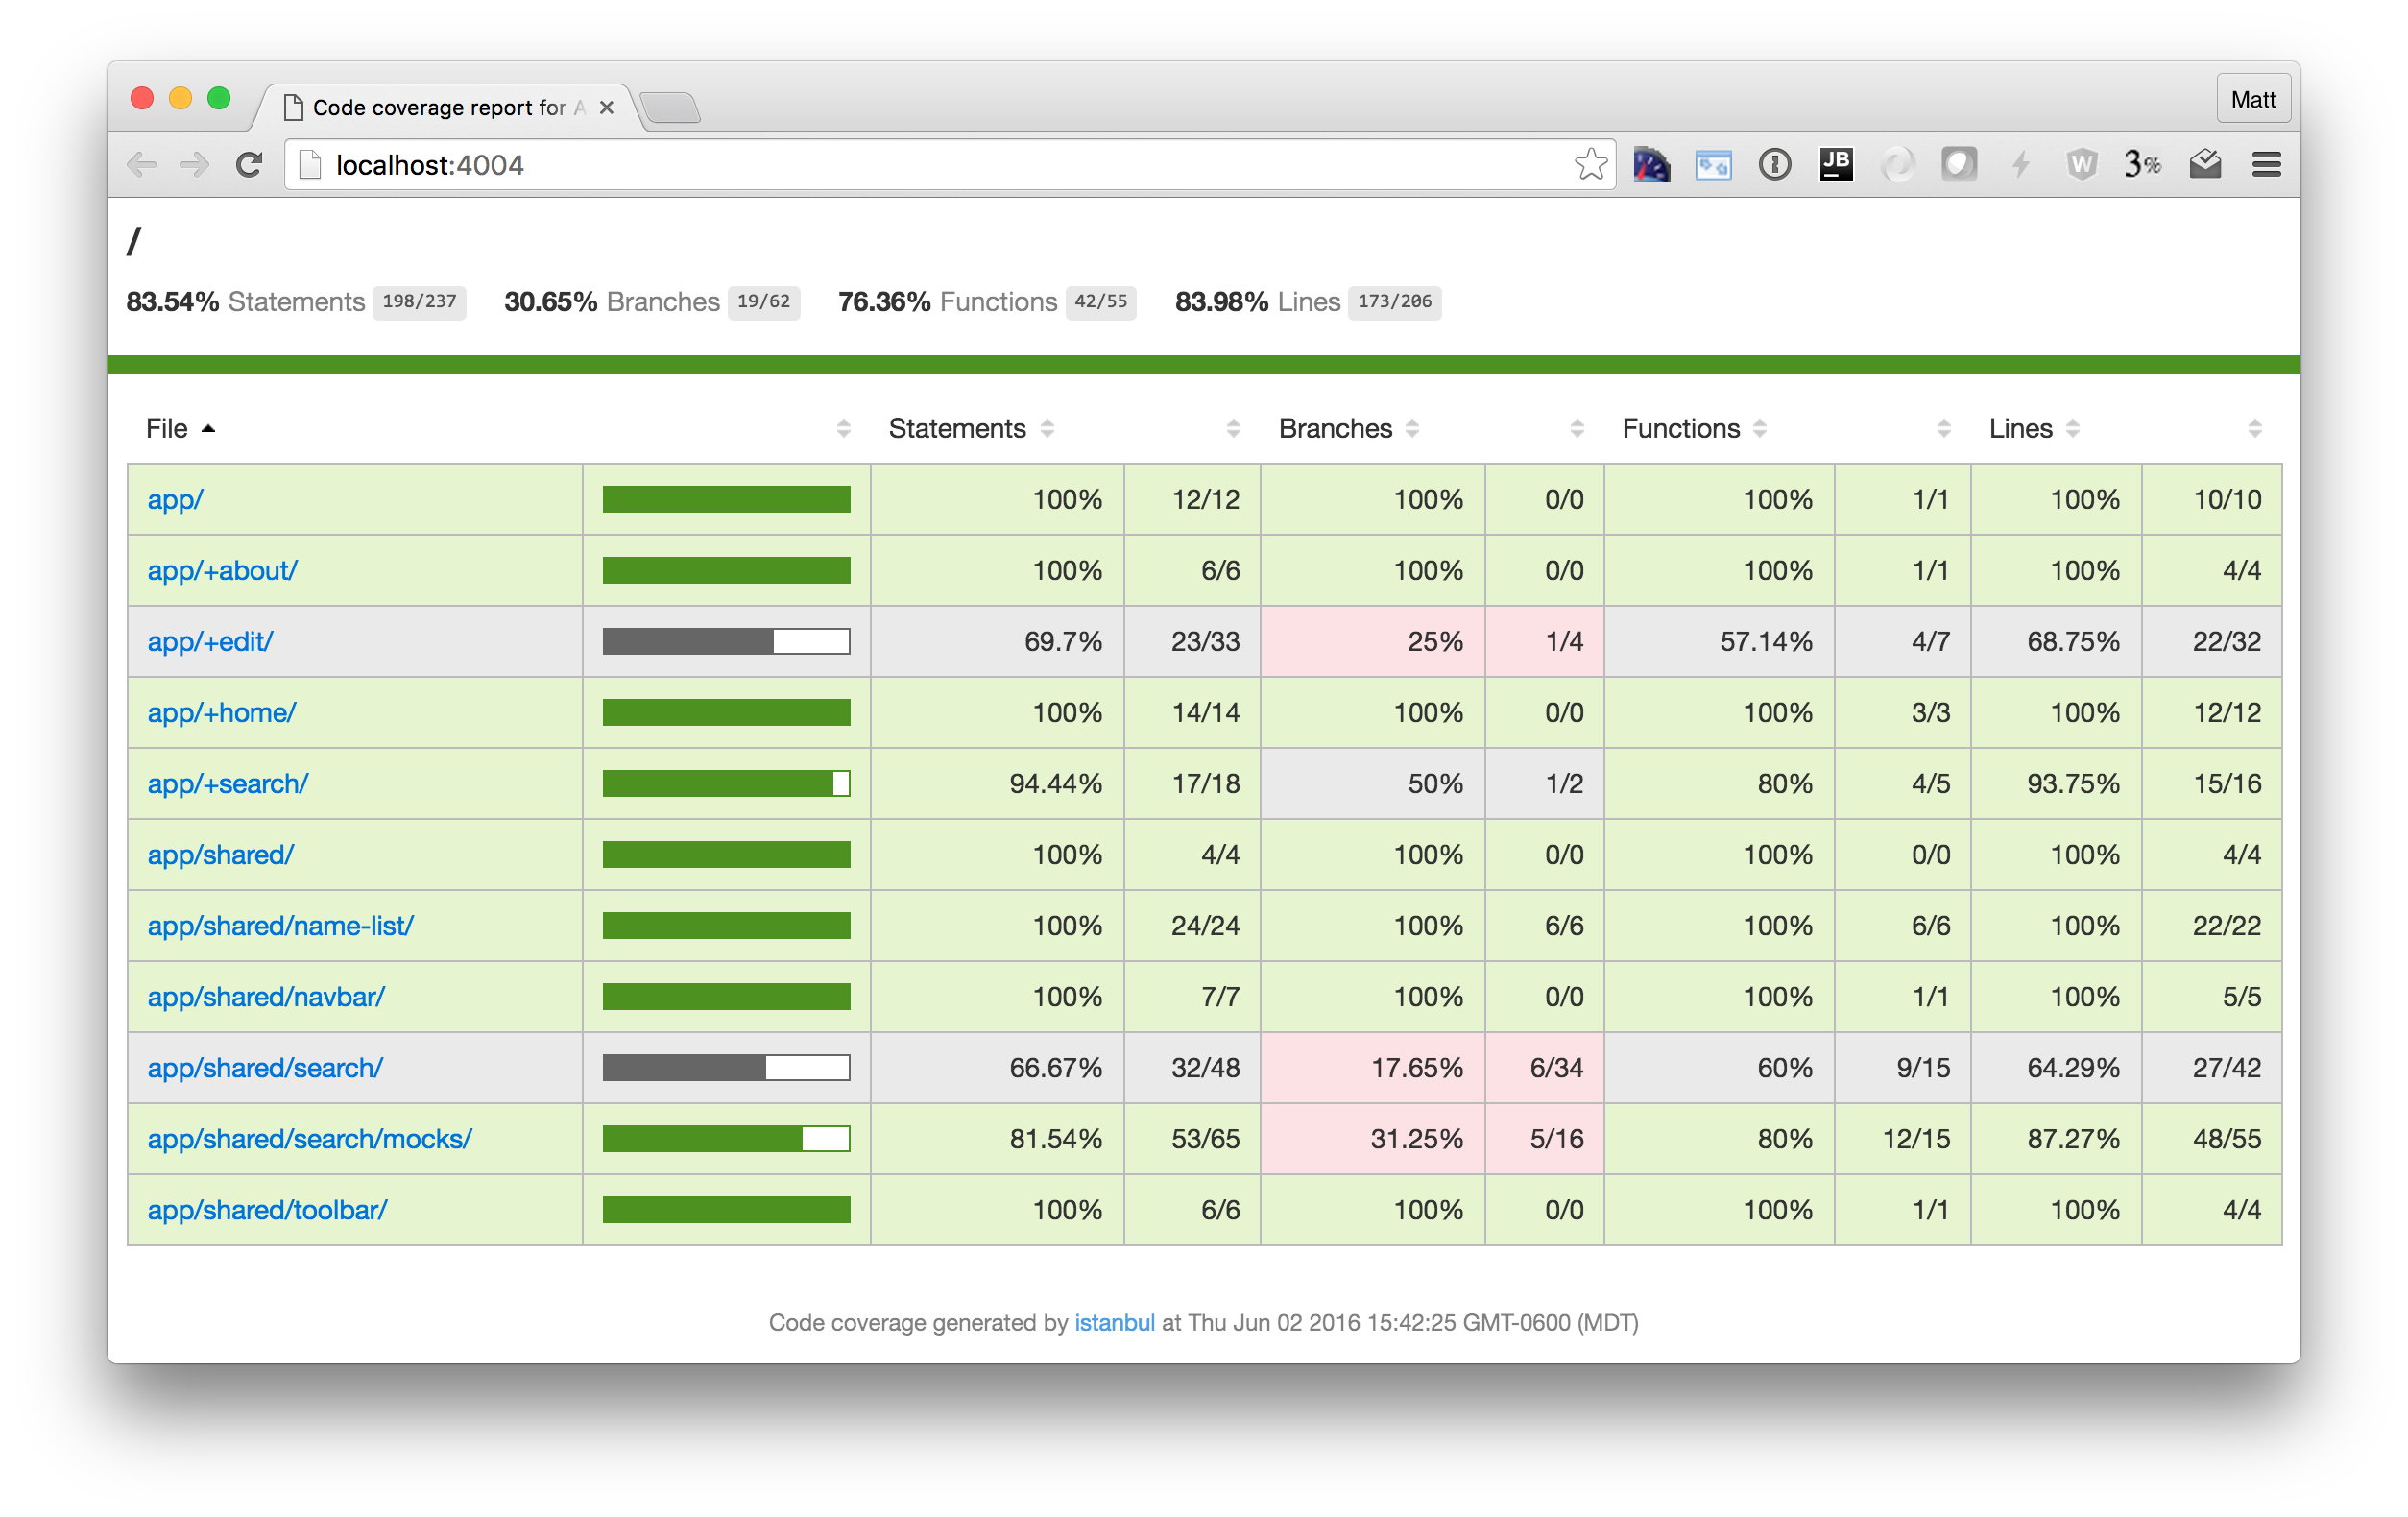 Code coverage report for A
Matt
localhost:4004
JB
W
3%
/
83.54% Statements 198/237 30.65% Branches 19/62 76.36% Functions 42/55 83.98% Lines 173/206
File Statements Branches Functions Lines
app/ 100% 12/12 100% 0/0 100% 1/1 100% 10/10
app/+about/ 100% 6/6 100% 0/0 100% 1/1 100% 4/4
app/+edit/ 69.7% 23/33 25% 1/4 57.14% 4/7 68.75% 22/32
app/+home/ 100% 14/14 100% 0/0 100% 3/3 100% 12/12
app/+search/ 94.44% 17/18 50% 1/2 80% 4/5 93.75% 15/16
app/shared/ 100% 4/4 100% 0/0 100% 0/0 100% 4/4
app/shared/name-list/ 100% 24/24 100% 6/6 100% 6/6 100% 22/22
app/shared/navbar/ 100% 7/7 100% 0/0 100% 1/1 100% 5/5
app/shared/search/ 66.67% 32/48 17.65% 6/34 60% 9/15 64.29% 27/42
app/shared/search/mocks/ 81.54% 53/65 31.25% 5/16 80% 12/15 87.27% 48/55
app/shared/toolbar/ 100% 6/6 100% 0/0 100% 1/1 100% 4/4
Code coverage generated by istanbul at Thu Jun 02 2016 15:42:25 GMT-0600 (MDT)